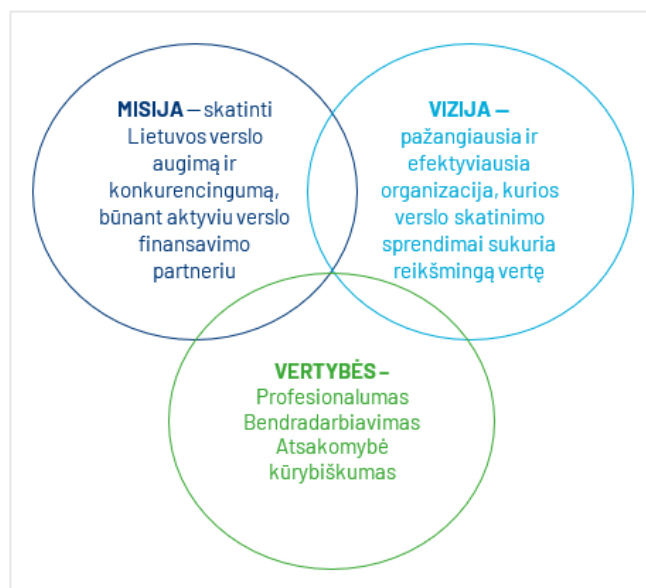 MISIJA – skatinti
Lietuvos verslo
augimą ir
konkurencingumą,
būnant aktyviu verslo
finansavimo
partneriu
VIZIJA –
pažangiausia ir
efektyviausia
organizacija, kurios
verslo skatinimo
sprendimai sukuria
reikšmingą vertę
VERTYBĖS –
Profesionalumas
Bendradarbiavimas
Atsakomybė
kūrybiškumas